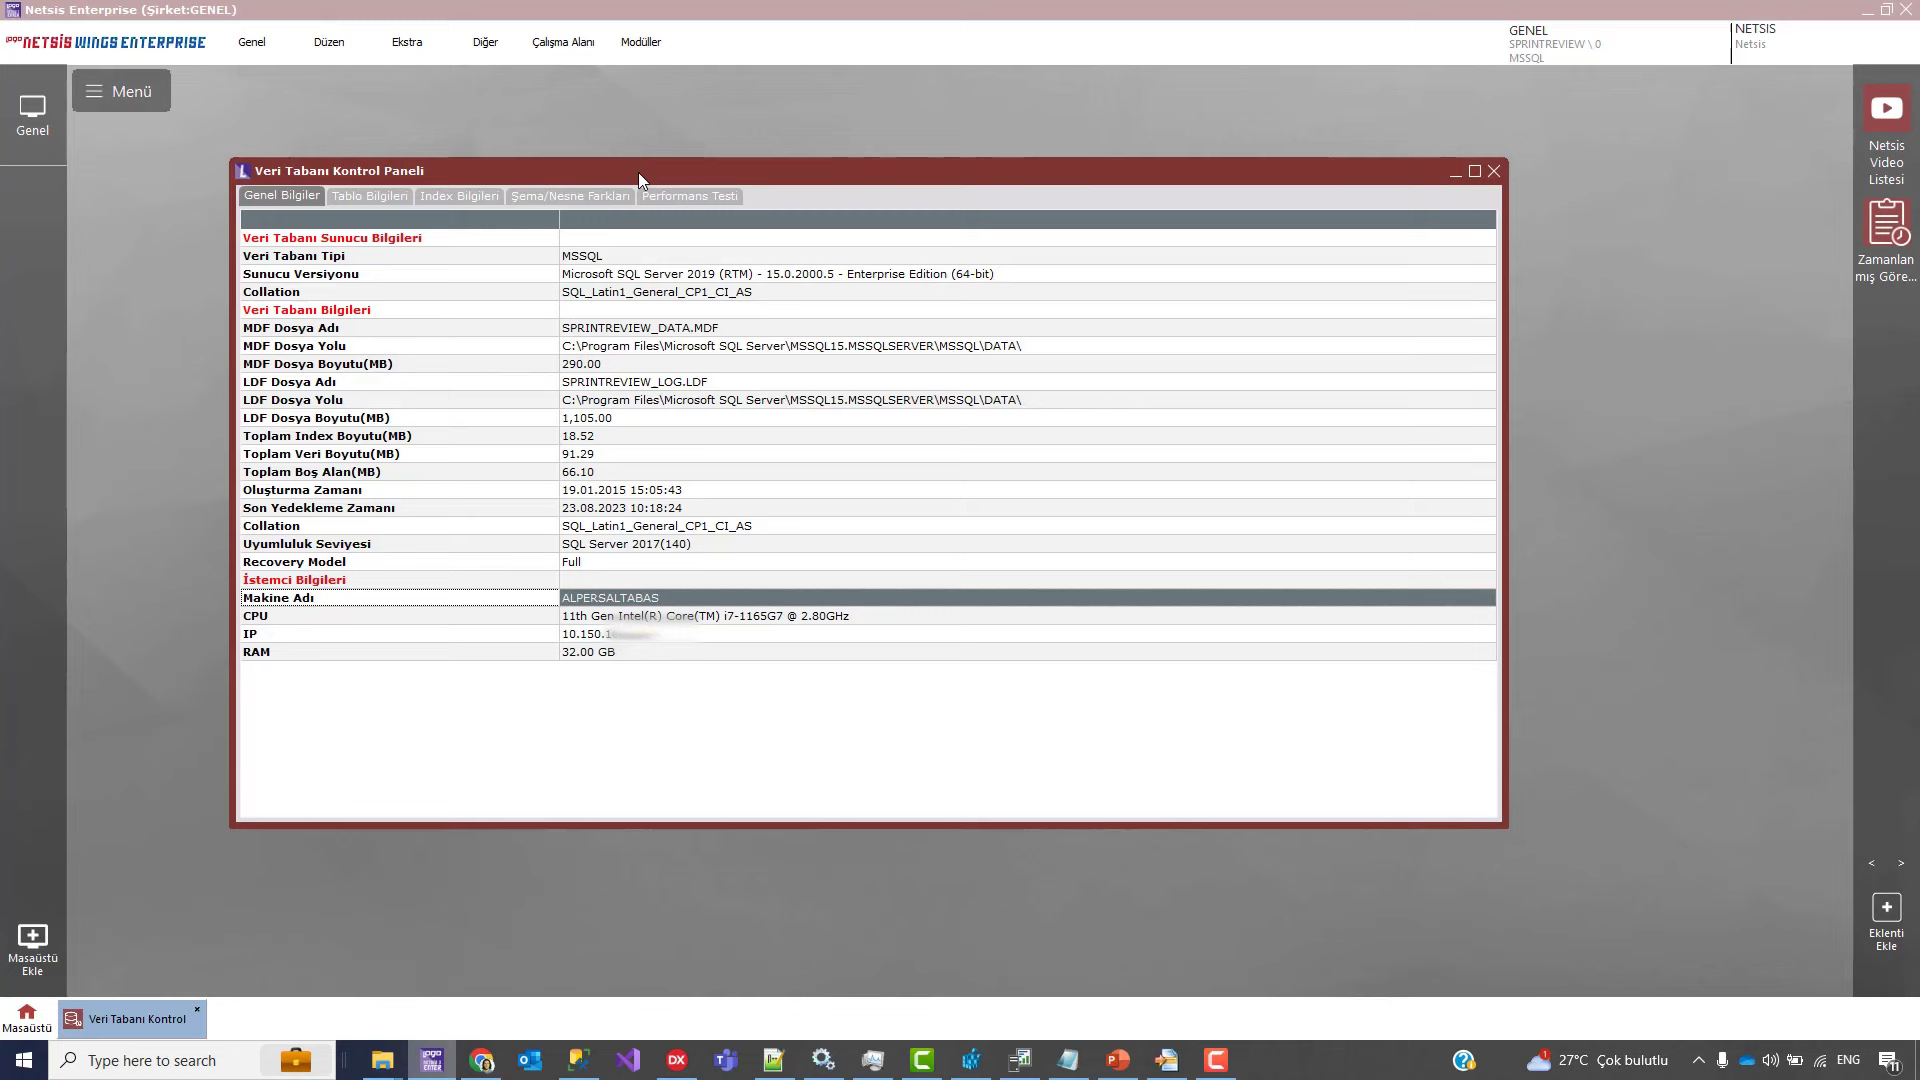 Netsis Enterprise (Şirket:GENEL)
LOGO NETSİS WINGS ENTERPRISE
Genel
Düzen
Ekstra
Diğer
Çalışma Alanı
Modüller
GENEL
SPRINTREVIEW \ 0
MSSQL
NETSIS
Netsis
Genel
Menü
Veri Tabanı Kontrol Paneli
Genel Bilgiler
Tablo Bilgileri
Index Bilgileri
Şema/Nesne Farkları
Performans Testi
Veri Tabanı Sunucu Bilgileri
Veri Tabanı Tipi MSSQL
Sunucu Versiyonu Microsoft SQL Server 2019 (RTM) - 15.0.2000.5 - Enterprise Edition (64-bit)
Collation SQL_Latin1_General_CP1_CI_AS
Veri Tabanı Bilgileri
MDF Dosya Adı SPRINTREVIEW_DATA.MDF
MDF Dosya Yolu C:\Program Files\Microsoft SQL Server\MSSQL15.MSSQLSERVER\MSSQL\DATA\
MDF Dosya Boyutu(MB) 290.00
LDF Dosya Adı SPRINTREVIEW_LOG.LDF
LDF Dosya Yolu C:\Program Files\Microsoft SQL Server\MSSQL15.MSSQLSERVER\MSSQL\DATA\
LDF Dosya Boyutu(MB) 1,105.00
Toplam Index Boyutu(MB) 18.52
Toplam Veri Boyutu(MB) 91.29
Toplam Boş Alan(MB) 66.10
Oluşturma Zamanı 19.01.2015 15:05:43
Son Yedekleme Zamanı 23.08.2023 10:18:24
Collation SQL_Latin1_General_CP1_CI_AS
Uyumluluk Seviyesi SQL Server 2017(140)
Recovery Model Full
İstemci Bilgileri
Makine Adı ALPERSALTABAS
CPU 11th Gen Intel(R) Core(TM) i7-1165G7 @ 2.80GHz
IP 10.150.
RAM 32.00 GB
Netsis
Video
Listesi
Zamanlan
mış Göre...
< >
Eklenti
Ekle
Masaüstü
Ekle
Masaüstü
Veri Tabanı Kontrol
Type here to search
27°C Çok bulutlu
ENG
11